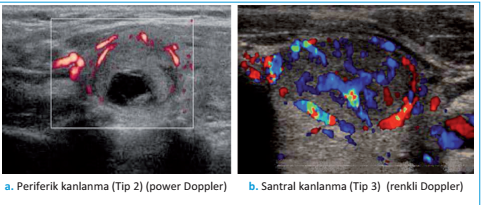 a. Periferik kanlanma (Tip 2) (power Doppler)
b. Santral kanlanma (Tip 3) (renkli Doppler)